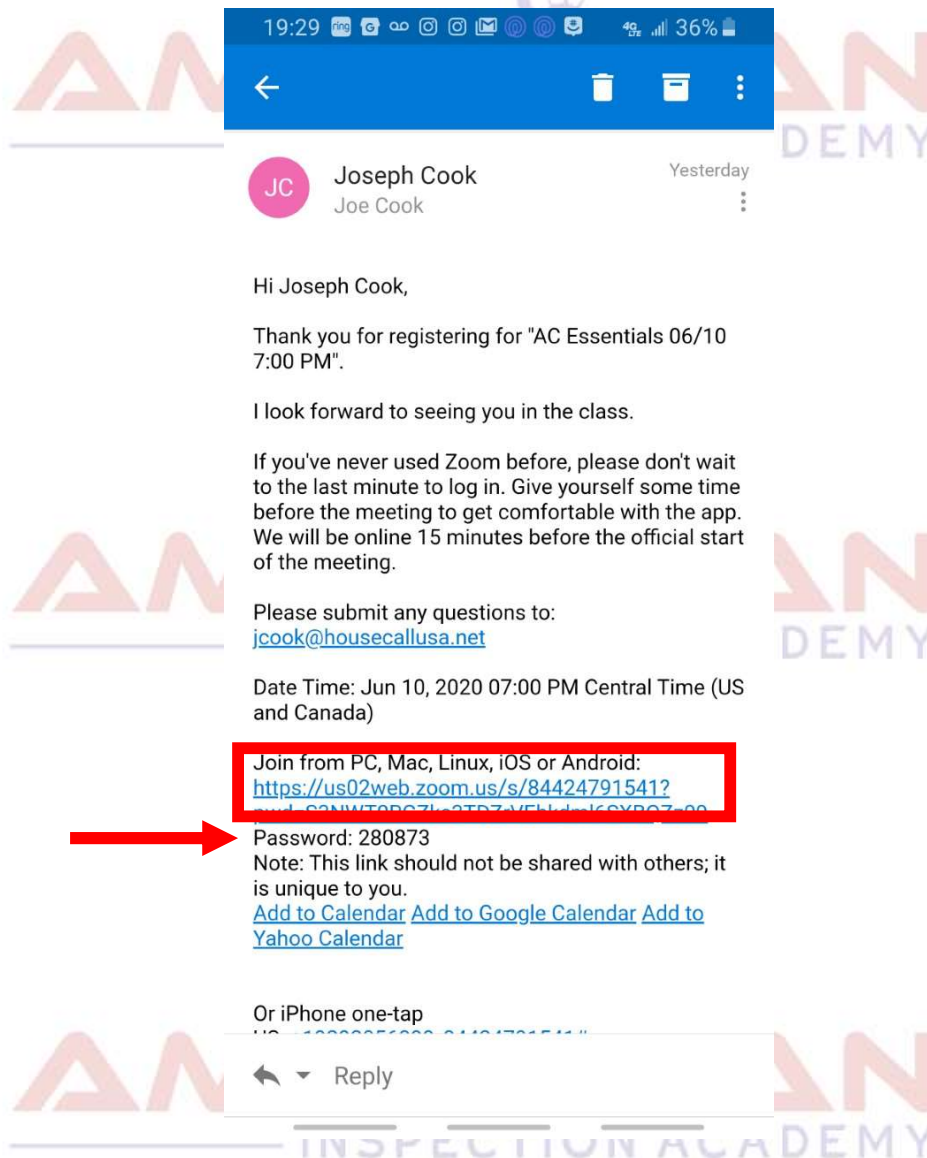 19:29 ring G 36%
4G LTE
JC
Joseph Cook
Yesterday
Joe Cook
Hi Joseph Cook,
Thank you for registering for "AC Essentials 06/10
7:00 PM".
I look forward to seeing you in the class.
If you've never used Zoom before, please don't wait
to the last minute to log in. Give yourself some time
before the meeting to get comfortable with the app.
We will be online 15 minutes before the official start
of the meeting.
Please submit any questions to:
jcook@housecallusa.net
Date Time: Jun 10, 2020 07:00 PM Central Time (US
and Canada)
Join from PC, Mac, Linux, iOS or Android:
https://us02web.zoom.us/s/84424791541?
Password: 280873
Note: This link should not be shared with others; it
is unique to you.
Add to Calendar Add to Google Calendar Add to
Yahoo Calendar
Or iPhone one-tap
Reply
INSPECTION ACADEMY